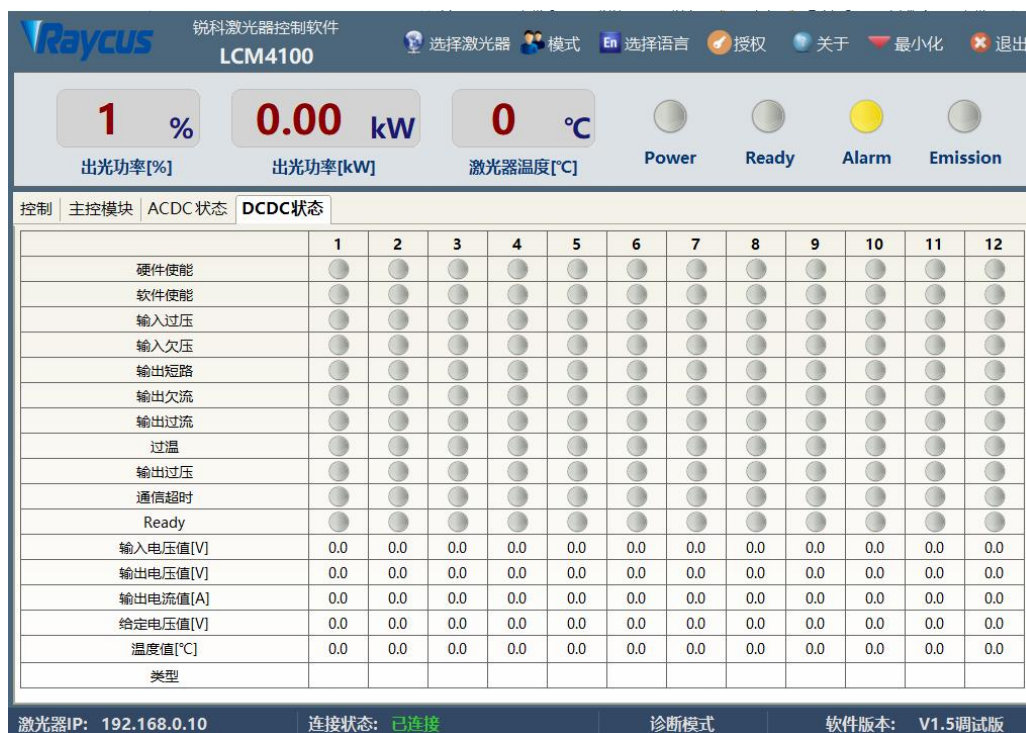 Raycus 锐科激光器控制软件 LCM4100 选择激光器 模式 En 选择语言 授权 关于 最小化 退出
1 % 0.00 kW 0 ℃
出光功率[%] 出光功率[kW] 激光器温度[℃] Power Ready Alarm Emission
控制 主控模块 ACDC 状态 DCDC状态
1 2 3 4 5 6 7 8 9 10 11 12
硬件使能
软件使能
输入过压
输入欠压
输出短路
输出欠流
输出过流
过温
输出过压
通信超时
Ready
输入电压值[V] 0.0 0.0 0.0 0.0 0.0 0.0 0.0 0.0 0.0 0.0 0.0 0.0
输出电压值[V] 0.0 0.0 0.0 0.0 0.0 0.0 0.0 0.0 0.0 0.0 0.0 0.0
输出电流值[A] 0.0 0.0 0.0 0.0 0.0 0.0 0.0 0.0 0.0 0.0 0.0 0.0
给定电压值[V] 0.0 0.0 0.0 0.0 0.0 0.0 0.0 0.0 0.0 0.0 0.0 0.0
温度值[℃] 0.0 0.0 0.0 0.0 0.0 0.0 0.0 0.0 0.0 0.0 0.0 0.0
类型
激光器IP: 192.168.0.10 连接状态: 已连接 诊断模式 软件版本: V1.5调试版